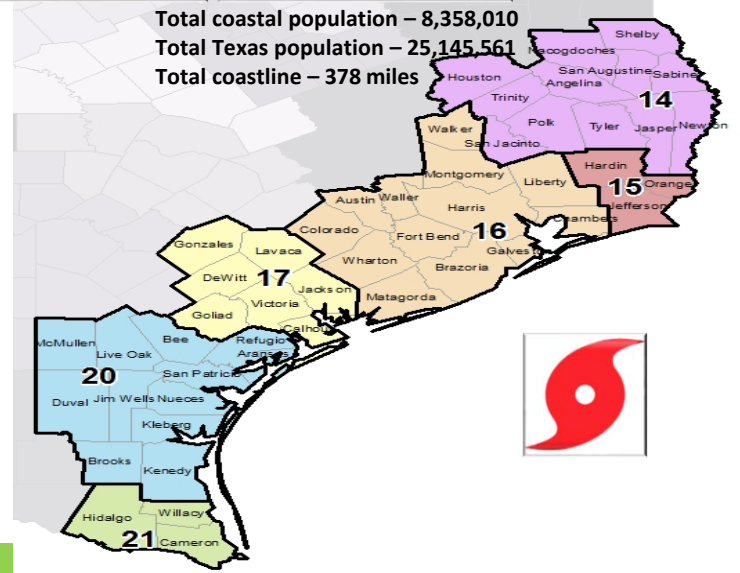 Total coastal population – 8,358,010
Total Texas population – 25,145,561
Total coastline – 378 miles
Shelby
Nacogdoches
Houston
San Augustine
Sabine
Angelina
Trinity
14
Polk
Tyler
Jasper
Newton
Walker
San Jacinto
Hardin
Montgomery
Liberty
15
Orange
Austin
Waller
Harris
Jefferson
Chambers
Colorado
Fort Bend
16
Galvest
Gonzales
Lavaca
Wharton
Brazoria
DeWitt
17
Jackson
Victoria
Matagorda
Goliad
Calhou
McMullen
Bee
Refugio
Live Oak
Aransas
20
San Patricio
Duval
Jim Wells
Nueces
Kleberg
Brooks
Kenedy
Hidalgo
Willacy
21
Cameron